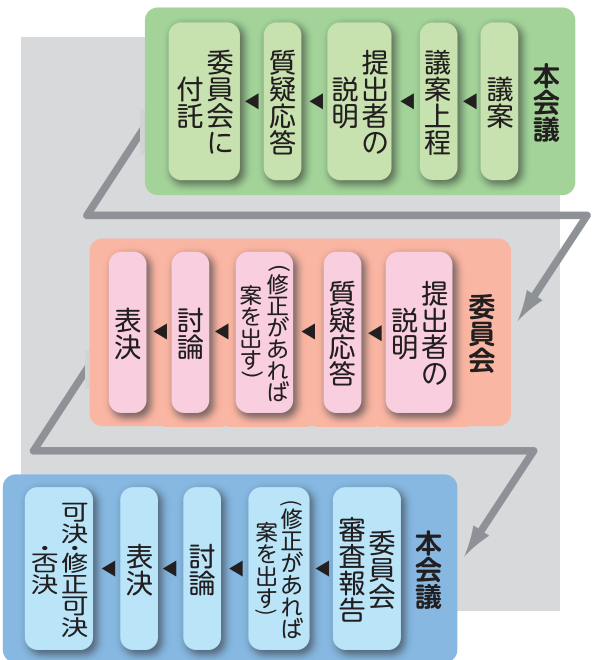 本会議
議案
議案上程
提出者の
説明
質疑応答
委員会に
付託
委員会
提出者の
説明
質疑応答
(修正があれば
案を出す)
討論
表決
本会議
委員会
審査報告
(修正があれば
案を出す)
討論
表決
可決・修正可決
・否決